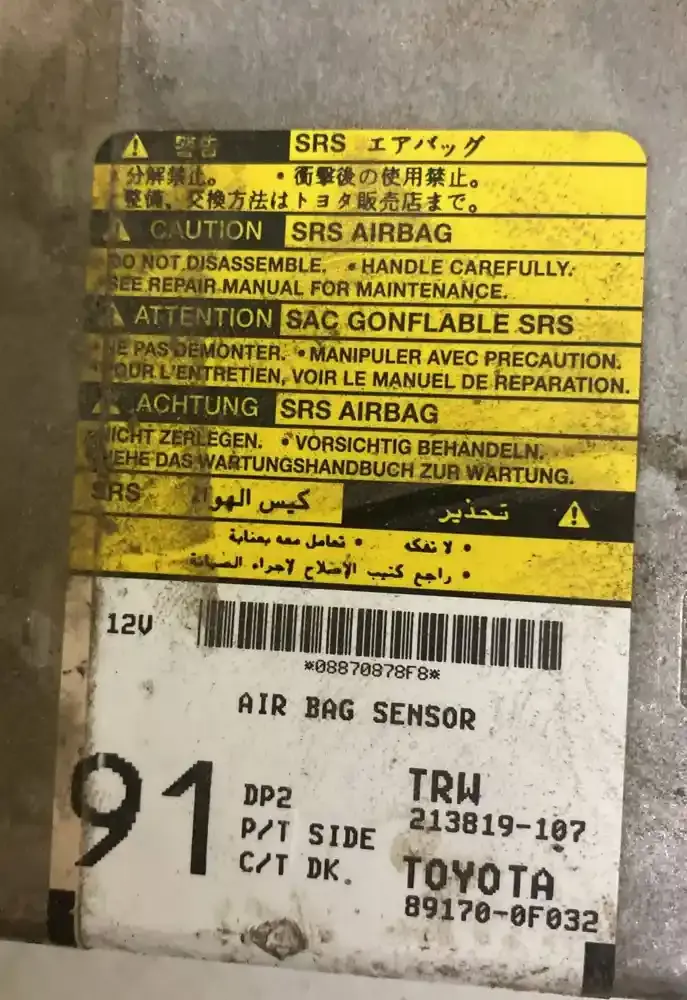 警告 SRS エアバッグ
分解禁止。 •衝撃後の使用禁止。
整備、交換方法はトヨタ販売店まで。
CAUTION SRS AIRBAG
DO NOT DISASSEMBLE. •HANDLE CAREFULLY.
SEE REPAIR MANUAL FOR MAINTENANCE.
ATTENTION SAC GONFLABLE SRS
•NE PAS DEMONTER. •MANIPULER AVEC PRECAUTION.
POUR L'ENTRETIEN, VOIR LE MANUEL DE REPARATION.
ACHTUNG SRS AIRBAG
NICHT ZERLEGEN. •VORSICHTIG BEHANDELN.
SIEHE DAS WARTUNGSHANDBUCH ZUR WARTUNG.
تحذير كيس الهواء SRS
• لا تفكه • تعامل معه بعناية
• راجع كتيب الإصلاح لاجراء الصيانة
12V
*08870878F8*
AIR BAG SENSOR
91
DP2
P/T SIDE
C/T DK.
TRW
213819-107
TOYOTA
89170-0F032